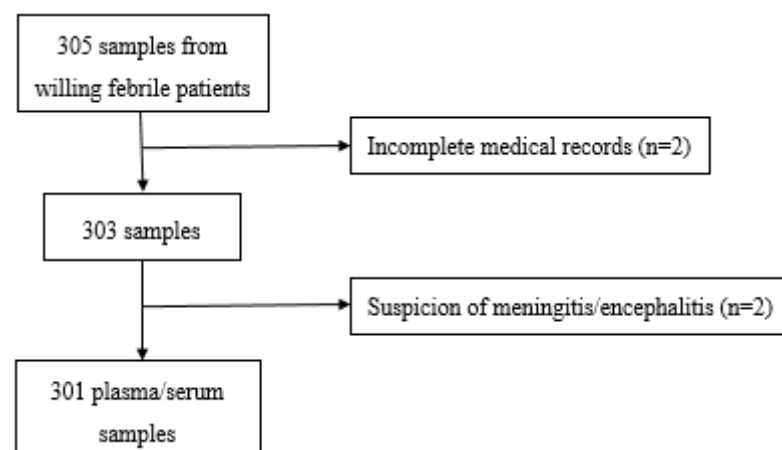 305 samples from
willing febrile patients
Incomplete medical records (n=2)
303 samples
Suspicion of meningitis/encephalitis (n=2)
301 plasma/serum
samples